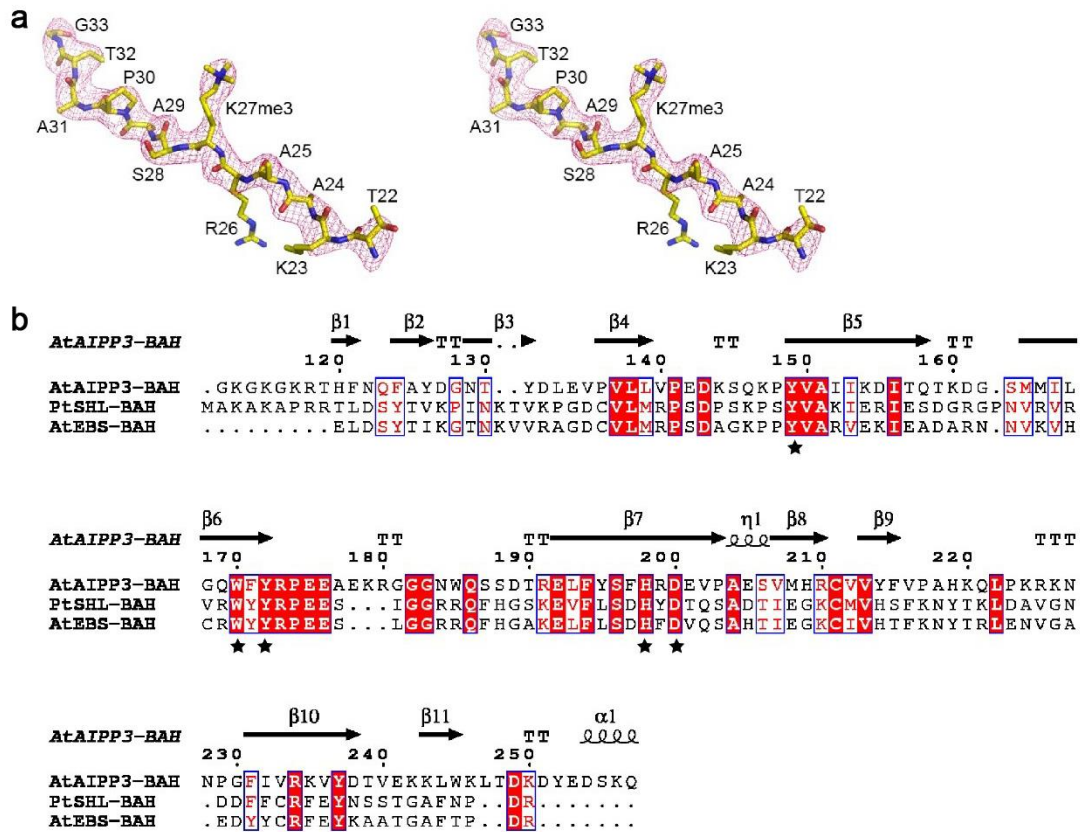 a
G33
T32
P30
A29
K27me3
A31
S28
A25
A24
T22
R26
K23
G33
T32
P30
A29
K27me3
A31
S28
A25
A24
T22
R26
K23
b
β1 β2 β3 β4 β5
AtAIPP3-BAH TT .. TT TT
120 130 140 150 160
AtAIPP3-BAH .GKGKGKRTHFNQFAYDGNT..YDLEVPVLLVPEDKSQKPYVAIIKDITQTKDG.SMMIL
PtSHL-BAH MAKAKAPRRTLDSYTVKPINKTVKPGDCVLMRPSDPSKPSYVAKIERIESDGRGPNVRVR
AtEBS-BAH .........ELDSYTIKGTNKVVRAGDCVLMRPSDAGKPPYVARVEKIEADARN.NVKVH
β6 β7 η1 β8 β9
AtAIPP3-BAH TT TT TTT
170 180 190 200 210 220
AtAIPP3-BAH GQWFYRPEEAEKRGGGNWQSSDTRELFYSFHRDEVPAESVMHRCVVYFVPAHKQLPKRKN
PtSHL-BAH VRWYYRPEES...IGGRRQFHGSKEVFLSDHYDTQSADTIEGKCMVHSFKNYTKLDAVGN
AtEBS-BAH CRWYYRPEES...LGGRRQFHGAKELFLSDHFDVQSAHTIEGKCIVHTFKNYTRLENVGA
β10 β11 α1
AtAIPP3-BAH TT
230 240 250
AtAIPP3-BAH NPGFIVRKVYDTVEKKLWKLTDKDYEDSKQ
PtSHL-BAH .DDFFCRFEYNSSTGAFNP..DR.......
AtEBS-BAH .EDYYCRFEYKAATGAFTP..DR.......